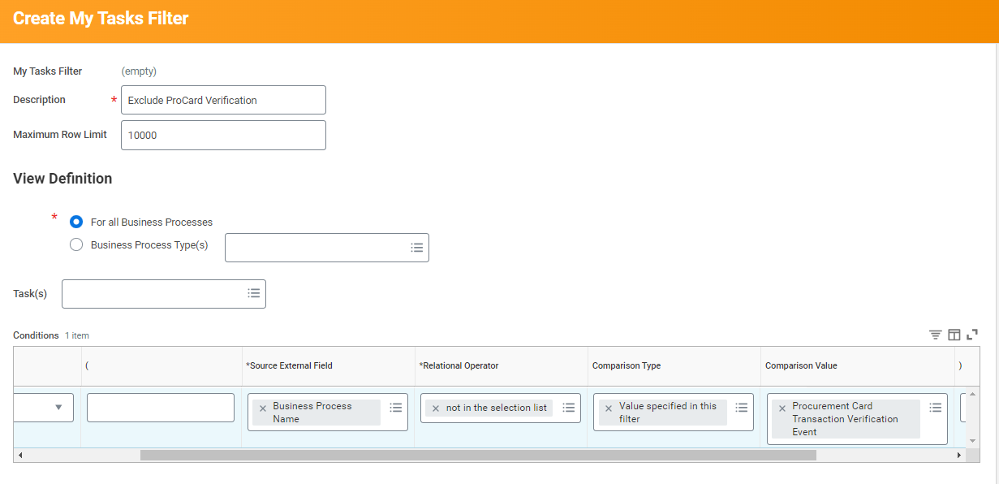 Create My Tasks Filter
My Tasks Filter (empty)
Description * Exclude ProCard Verification
Maximum Row Limit 10000
View Definition
* For all Business Processes
Business Process Type(s)
Task(s)
Conditions 1 item
( *Source External Field *Relational Operator Comparison Type Comparison Value )
× Business Process
Name
× not in the selection list
× Value specified in this
filter
× Procurement Card
Transaction Verification
Event